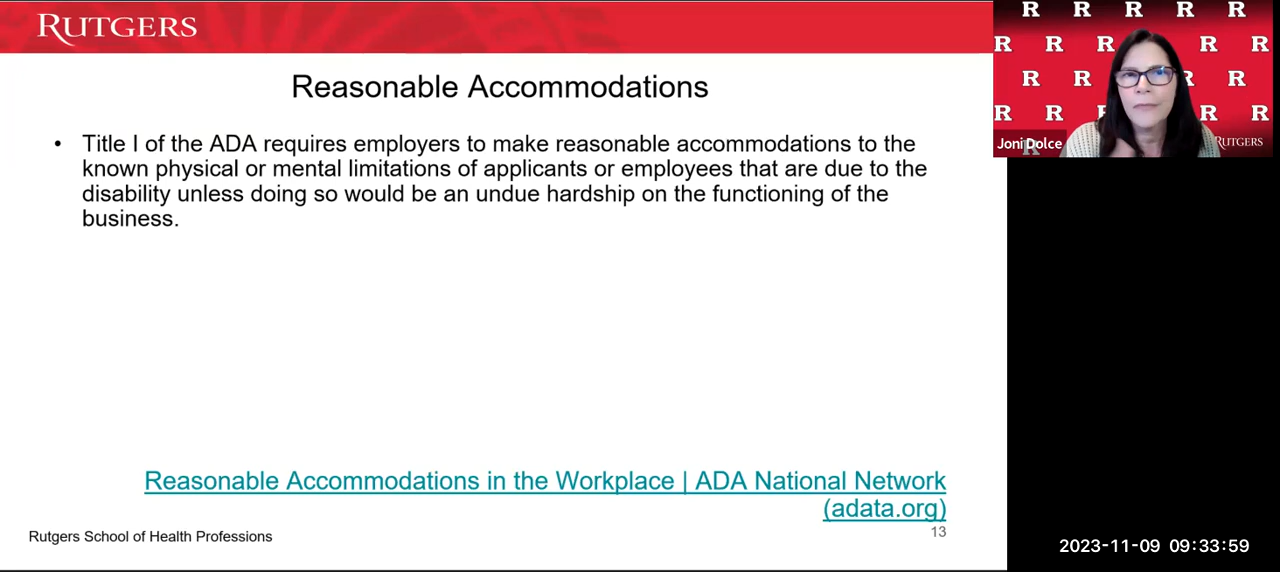 RUTGERS
Reasonable Accommodations
• Title I of the ADA requires employers to make reasonable accommodations to the
known physical or mental limitations of applicants or employees that are due to the
disability unless doing so would be an undue hardship on the functioning of the
business.
Reasonable Accommodations in the Workplace | ADA National Network
(adata.org)
13
Rutgers School of Health Professions
R R R R R
R R R R R
R R R
R R R R
Joni Dolce
RUTGERS
2023-11-09 09:33:59